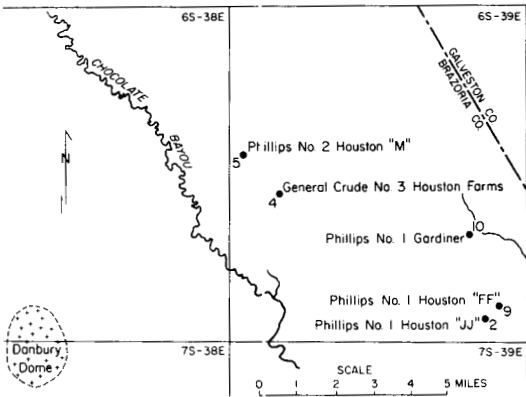 6S-38E
6S-39E
GALVESTON CO.
BRAZORIA CO.
CHOCOLATE
BAYOU
N
Phillips No. 2 Houston "M"
5
General Crude No. 3 Houston Farms
4
10
Phillips No. 1 Gardiner
Phillips No. 1 Houston "FF"
9
Phillips No. 1 Houston "JJ"
2
Danbury
Dome
7S-38E
7S-39E
SCALE
0 1 2 3 4 5 MILES